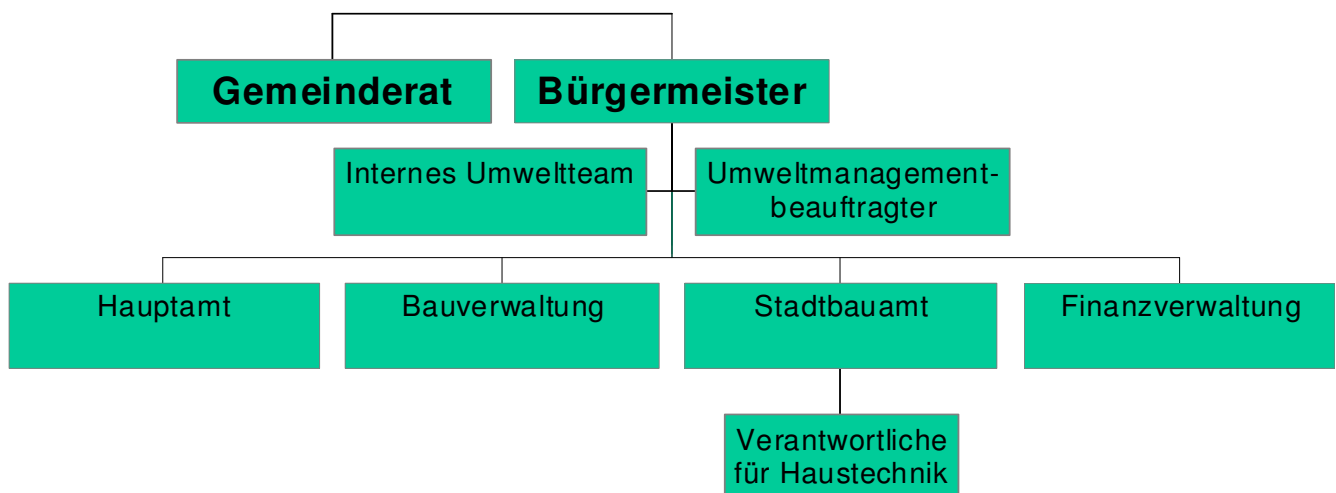 Gemeinderat
Bürgermeister
Internes Umweltteam
Umweltmanagement-
beauftragter
Hauptamt
Bauverwaltung
Stadtbauamt
Finanzverwaltung
Verantwortliche
für Haustechnik